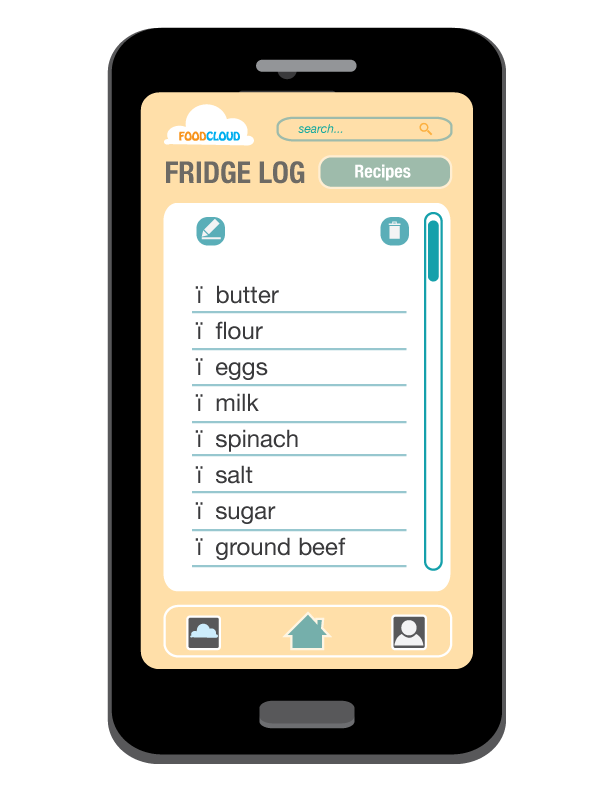 FOODCLOUD
search...
FRIDGE LOG
Recipes
ï butter
ï flour
ï eggs
ï milk
ï spinach
ï salt
ï sugar
ï ground beef